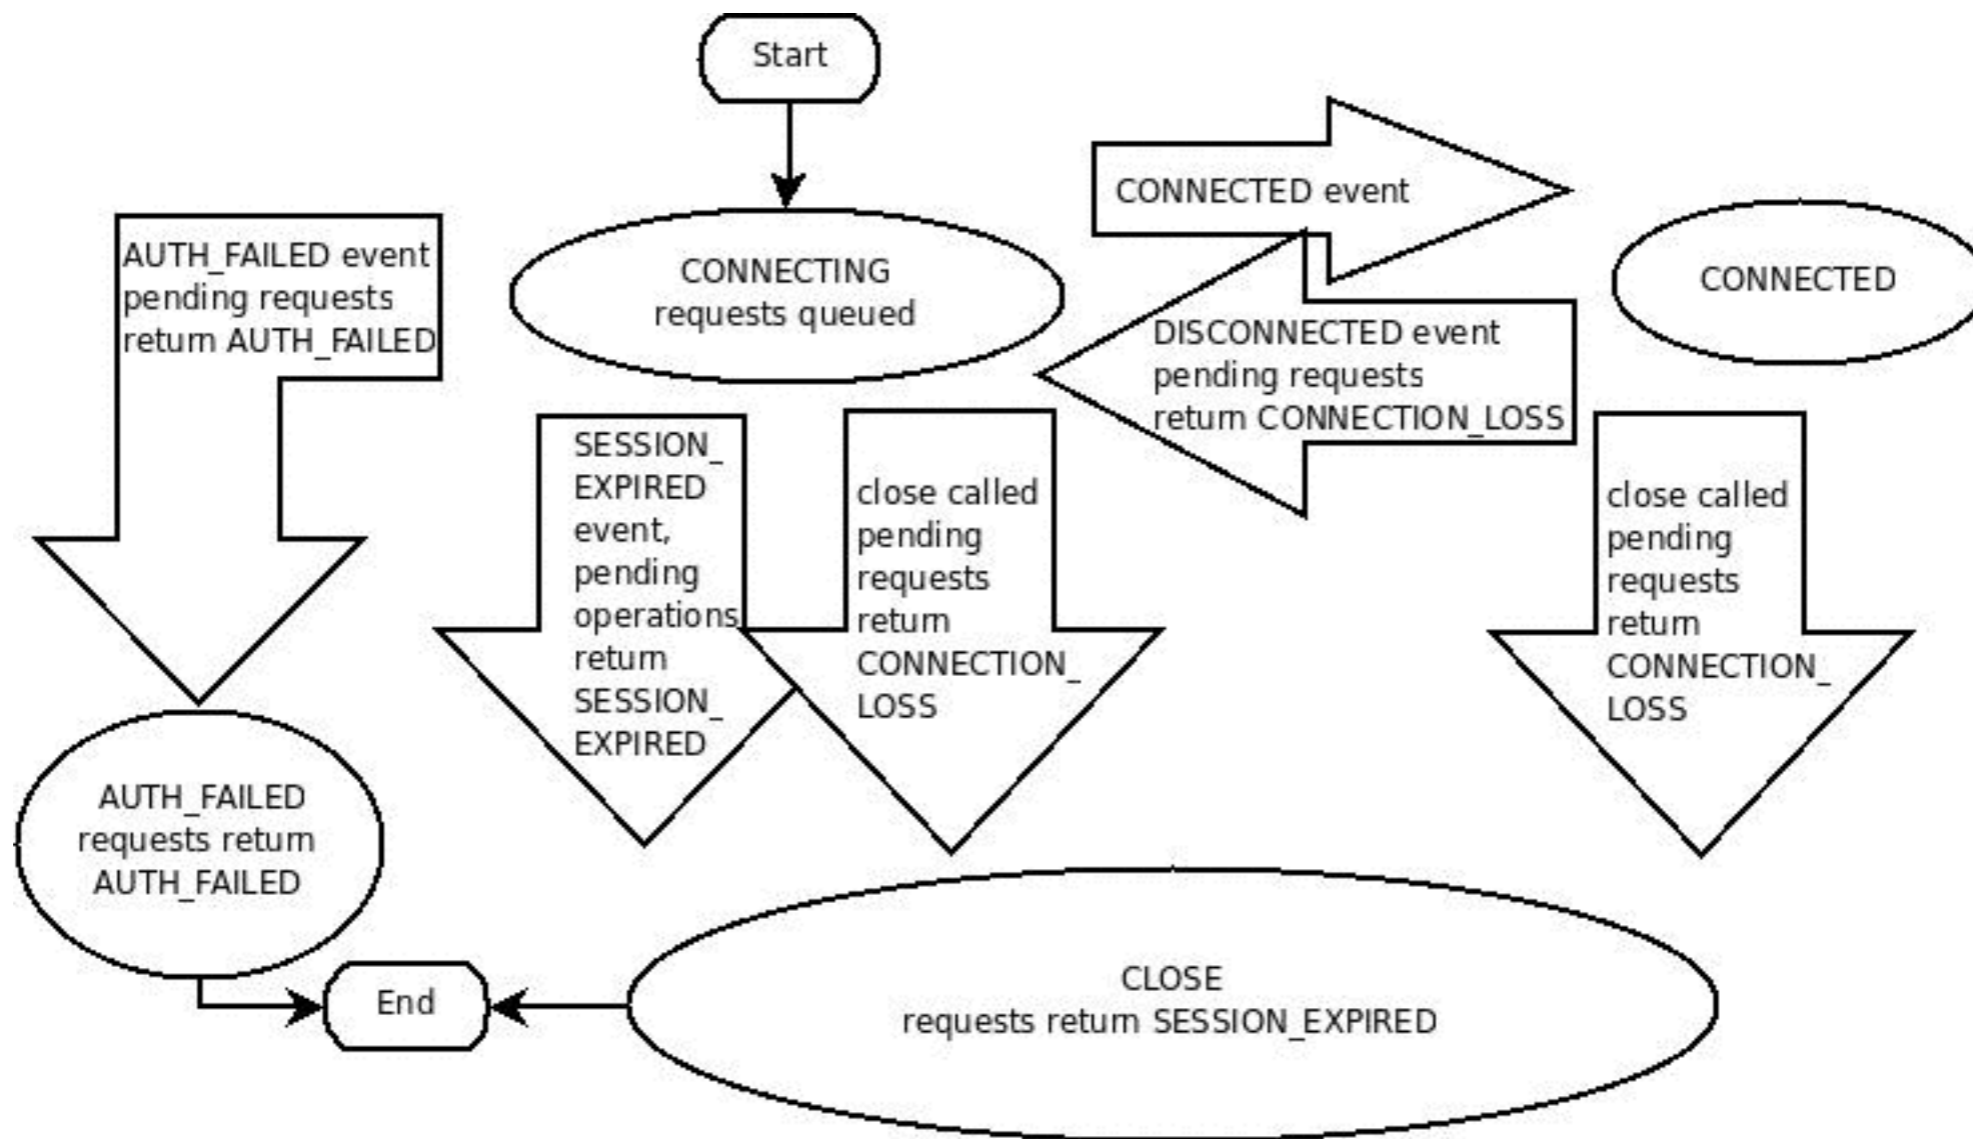 Start
CONNECTED event
AUTH_FAILED event
pending requests
return AUTH_FAILED
CONNECTING
requests queued
CONNECTED
DISCONNECTED event
pending requests
return CONNECTION_LOSS
SESSION_
EXPIRED
event,
pending
operations
return
SESSION_
EXPIRED
close called
pending
requests
return
CONNECTION_
LOSS
close called
pending
requests
return
CONNECTION_
LOSS
AUTH_FAILED
requests return
AUTH_FAILED
End
CLOSE
requests return SESSION_EXPIRED